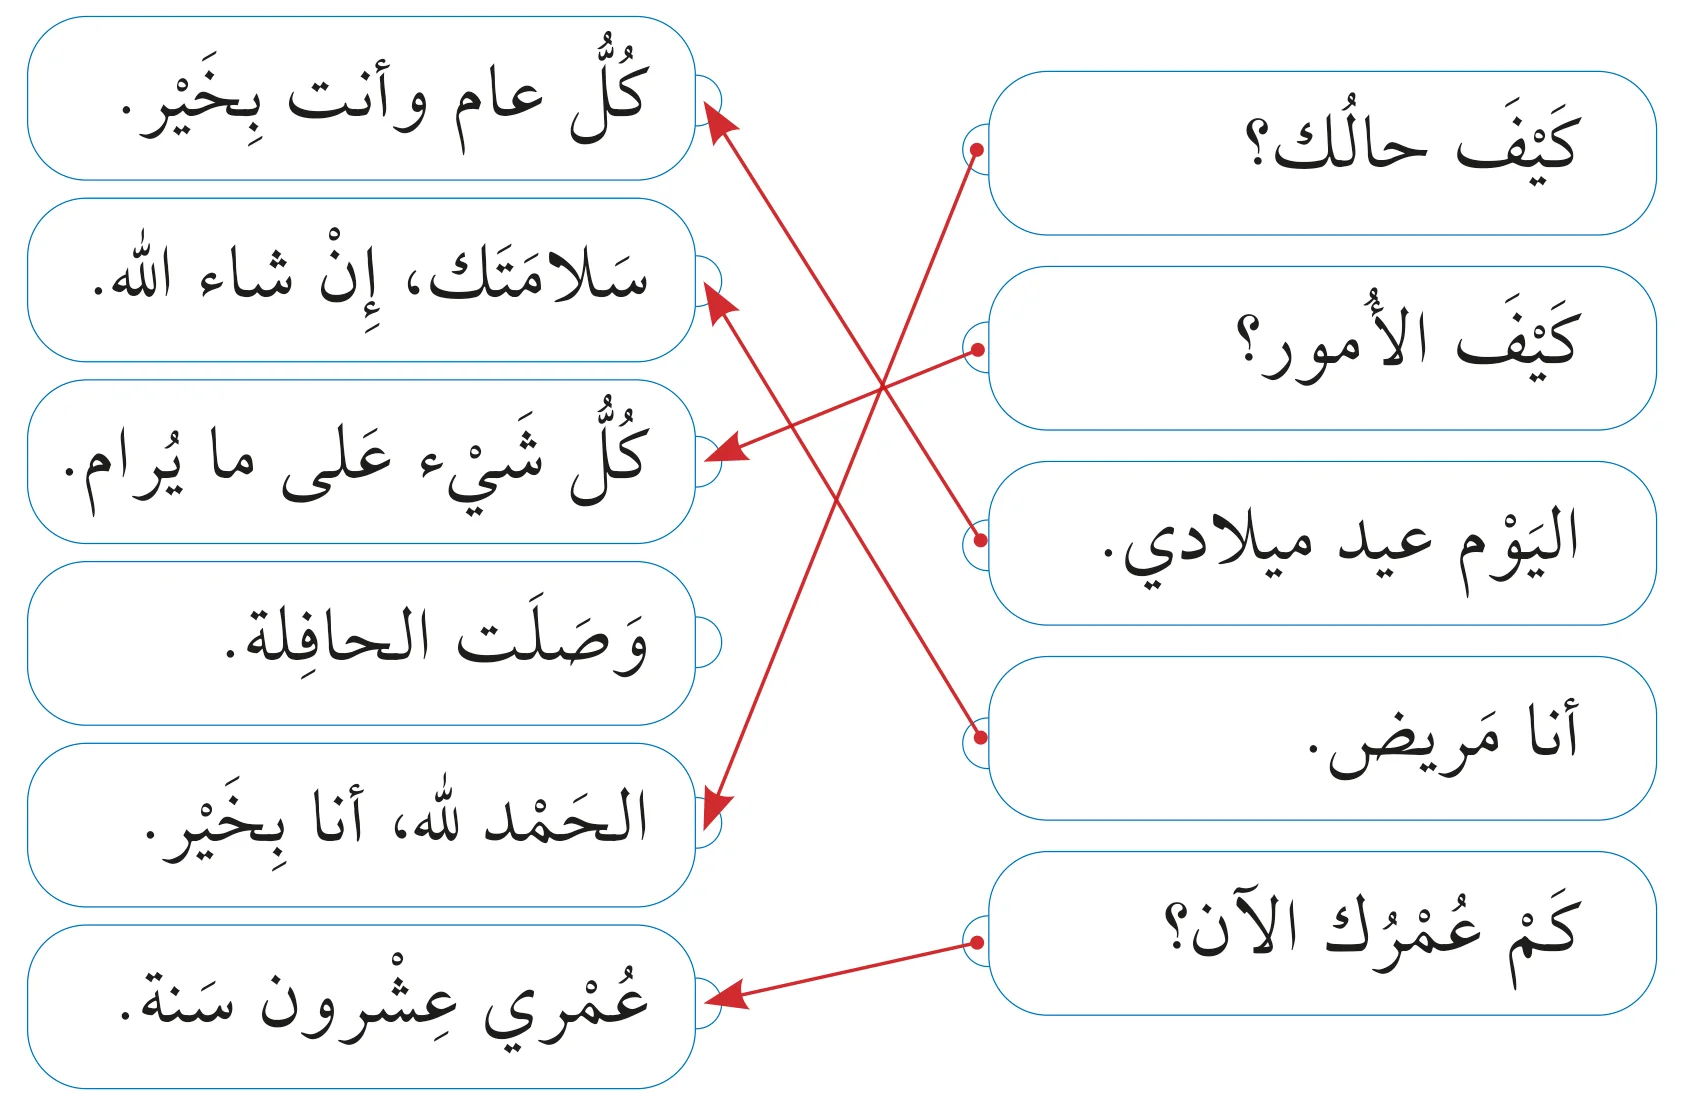 كَيْفَ حالُك؟
كَيْفَ الأُمور؟
اليَوْم عيد ميلادي.
أنا مَريض.
كَمْ عُمْرُك الآن؟
كُلُّ عام وأنت بِخَيْر.
سَلامَتَك، إِنْ شاء الله.
كُلُّ شَيْء عَلى ما يُرام.
وَصَلَت الحافِلة.
الحَمْد لله، أنا بِخَيْر.
عُمْري عِشْرون سَنة.